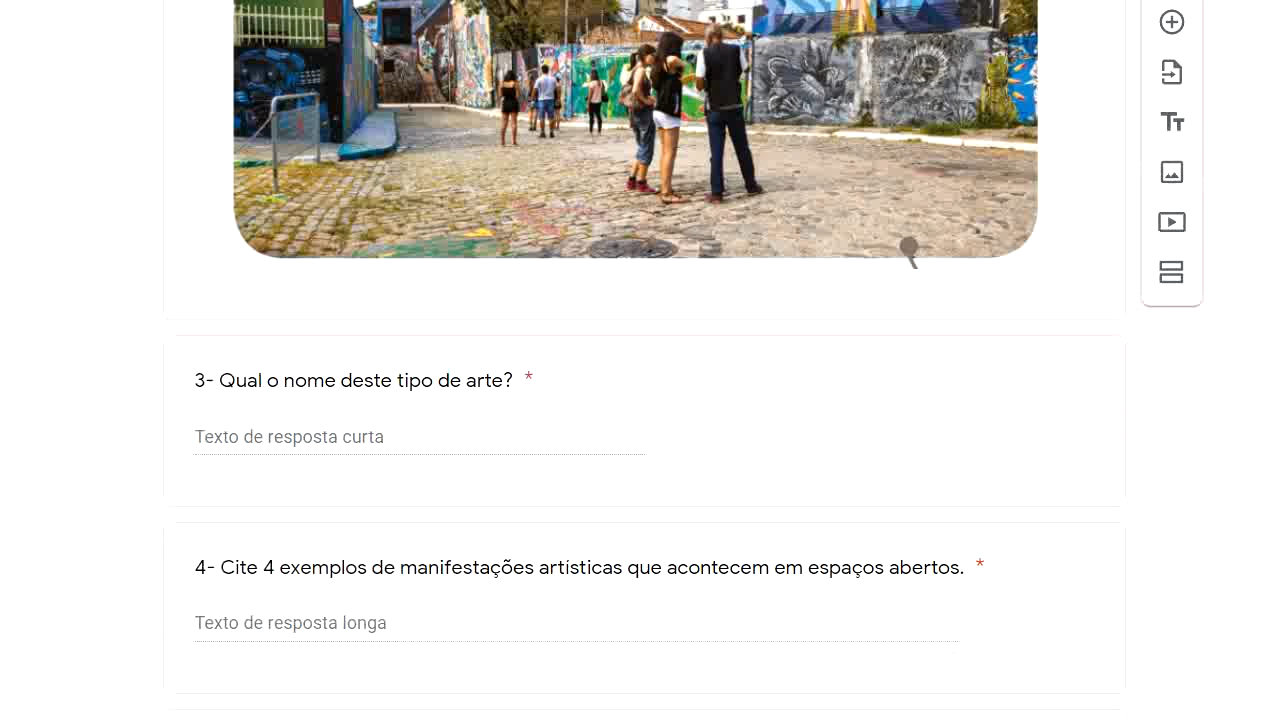 3- Qual o nome deste tipo de arte? *
Texto de resposta curta
4- Cite 4 exemplos de manifestações artísticas que acontecem em espaços abertos. *
Texto de resposta longa